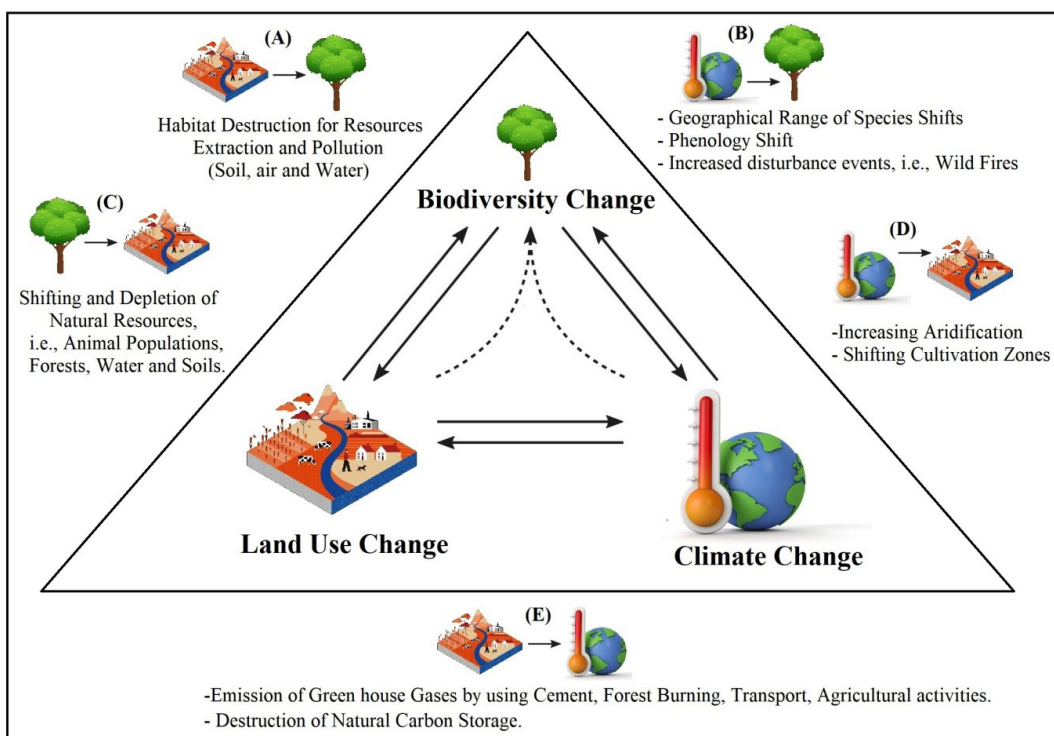 (A)
Habitat Destruction for Resources
Extraction and Pollution
(Soil, air and Water)
(B)
- Geographical Range of Species Shifts
- Phenology Shift
- Increased disturbance events, i.e., Wild Fires
Biodiversity Change
(C)
Shifting and Depletion of
Natural Resources,
i.e., Animal Populations,
Forests, Water and Soils.
(D)
-Increasing Aridification
- Shifting Cultivation Zones
Land Use Change
Climate Change
(E)
-Emission of Green house Gases by using Cement, Forest Burning, Transport, Agricultural activities.
- Destruction of Natural Carbon Storage.